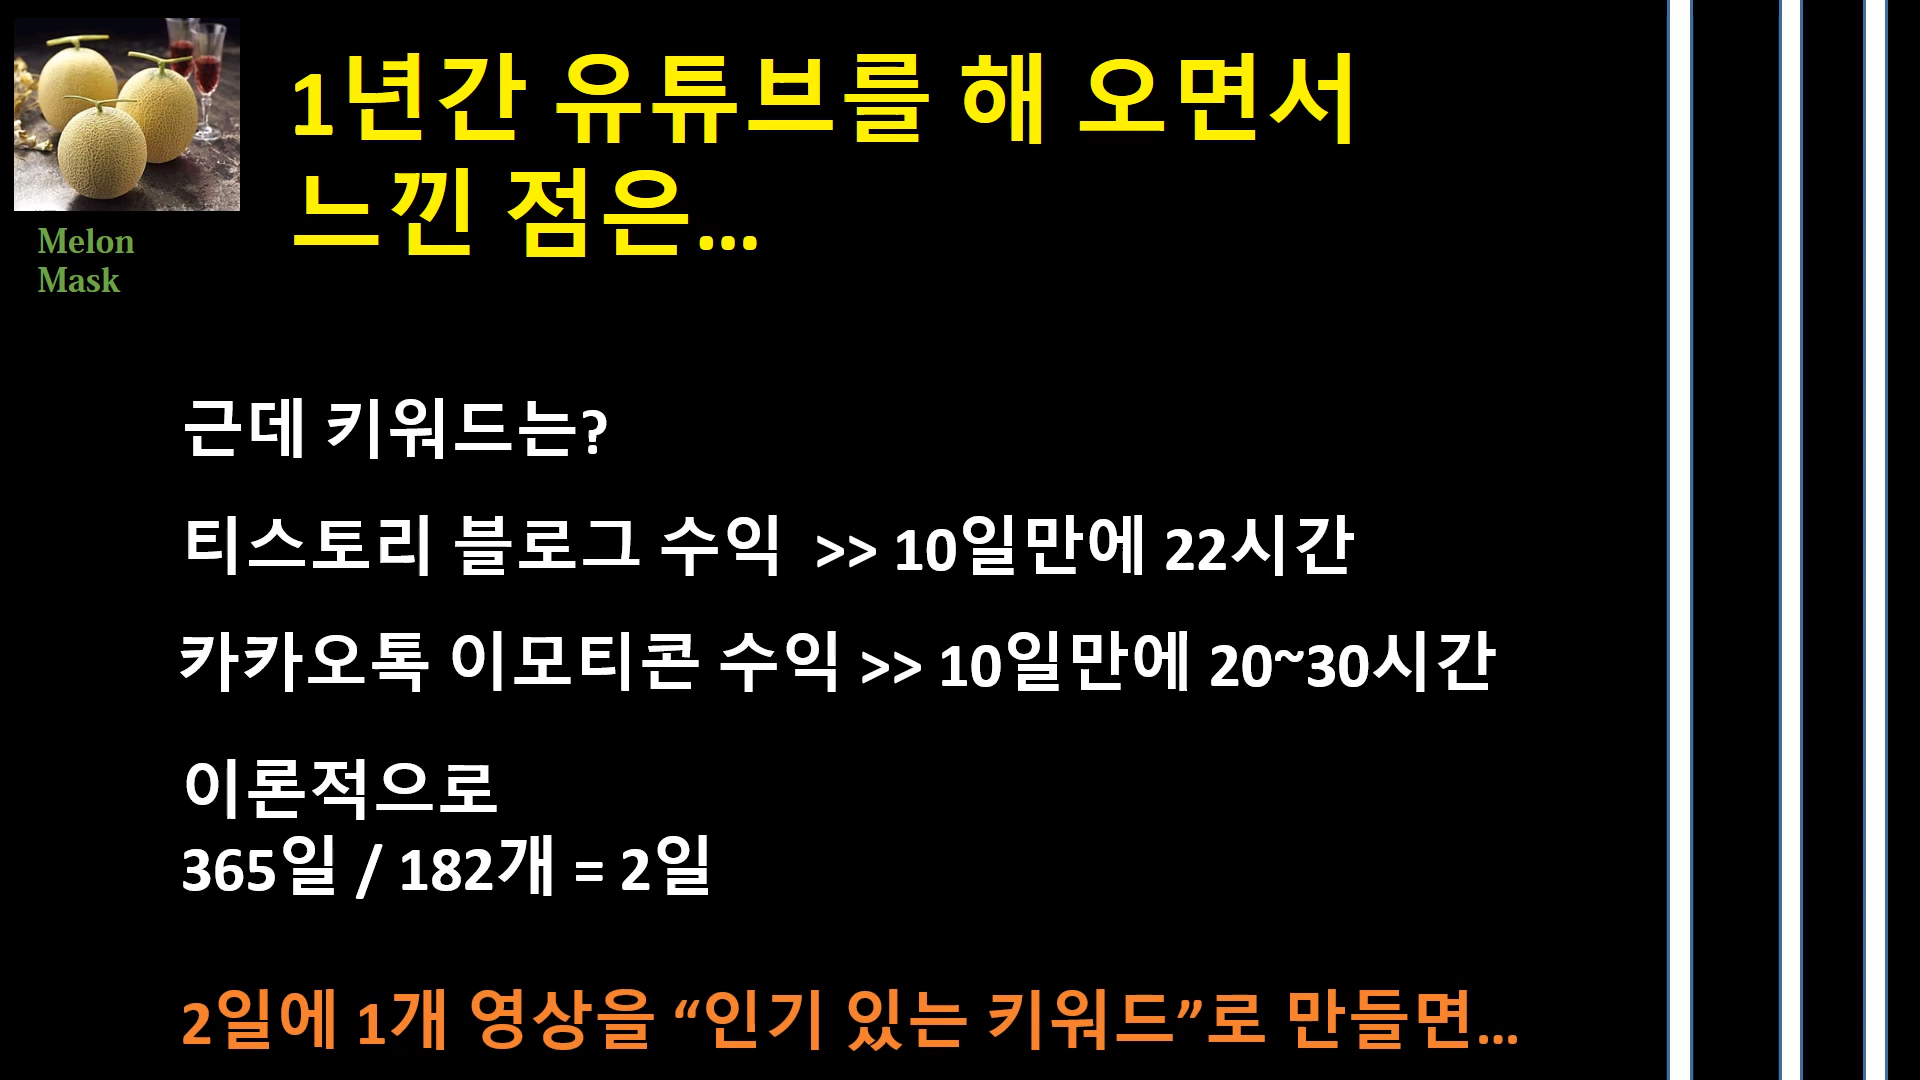 1년간 유튜브를 해 오면서
느낀 점은...
Melon
Mask
근데 키워드는?
티스토리 블로그 수익 >> 10일만에 22시간
카카오톡 이모티콘 수익 >> 10일만에 20~30시간
이론적으로
365일 / 182개 = 2일
2일에 1개 영상을 “인기 있는 키워드”로 만들면...